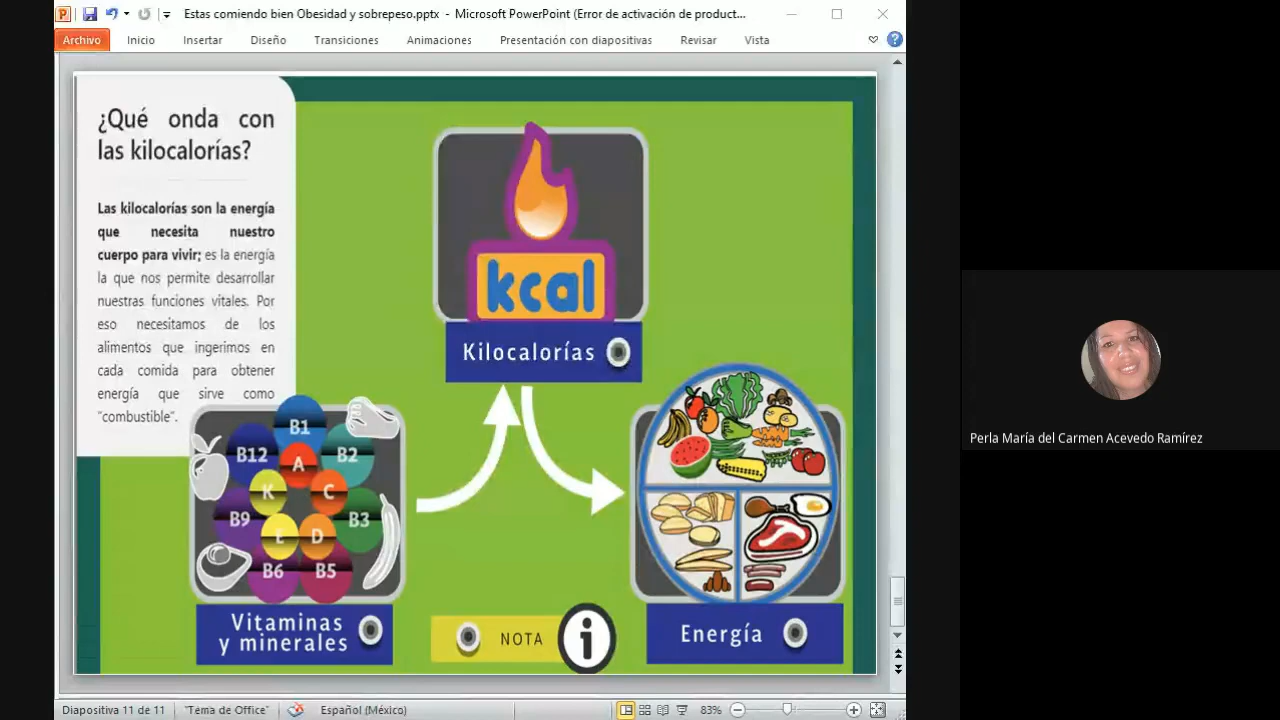 Estas comiendo bien Obesidad y sobrepeso.pptx - Microsoft PowerPoint (Error de activación de product...
Archivo Inicio Insertar Diseño Transiciones Animaciones Presentación con diapositivas Revisar Vista
¿Qué onda con
las kilocalorías?
Las kilocalorías son la energía
que necesita nuestro
cuerpo para vivir; es la energía
la que nos permite desarrollar
nuestras funciones vitales. Por
eso necesitamos de los
alimentos que ingerimos en
cada comida para obtener
energía que sirve como
"combustible".
kcal
Kilocalorías
B1
B12
B2
A
K
C
B9
B3
E
D
B6
B5
Vitaminas
y minerales
NOTA
i
Energía
Perla María del Carmen Acevedo Ramírez
Diapositiva 11 de 11 "Tema de Office" Español (México) 83%